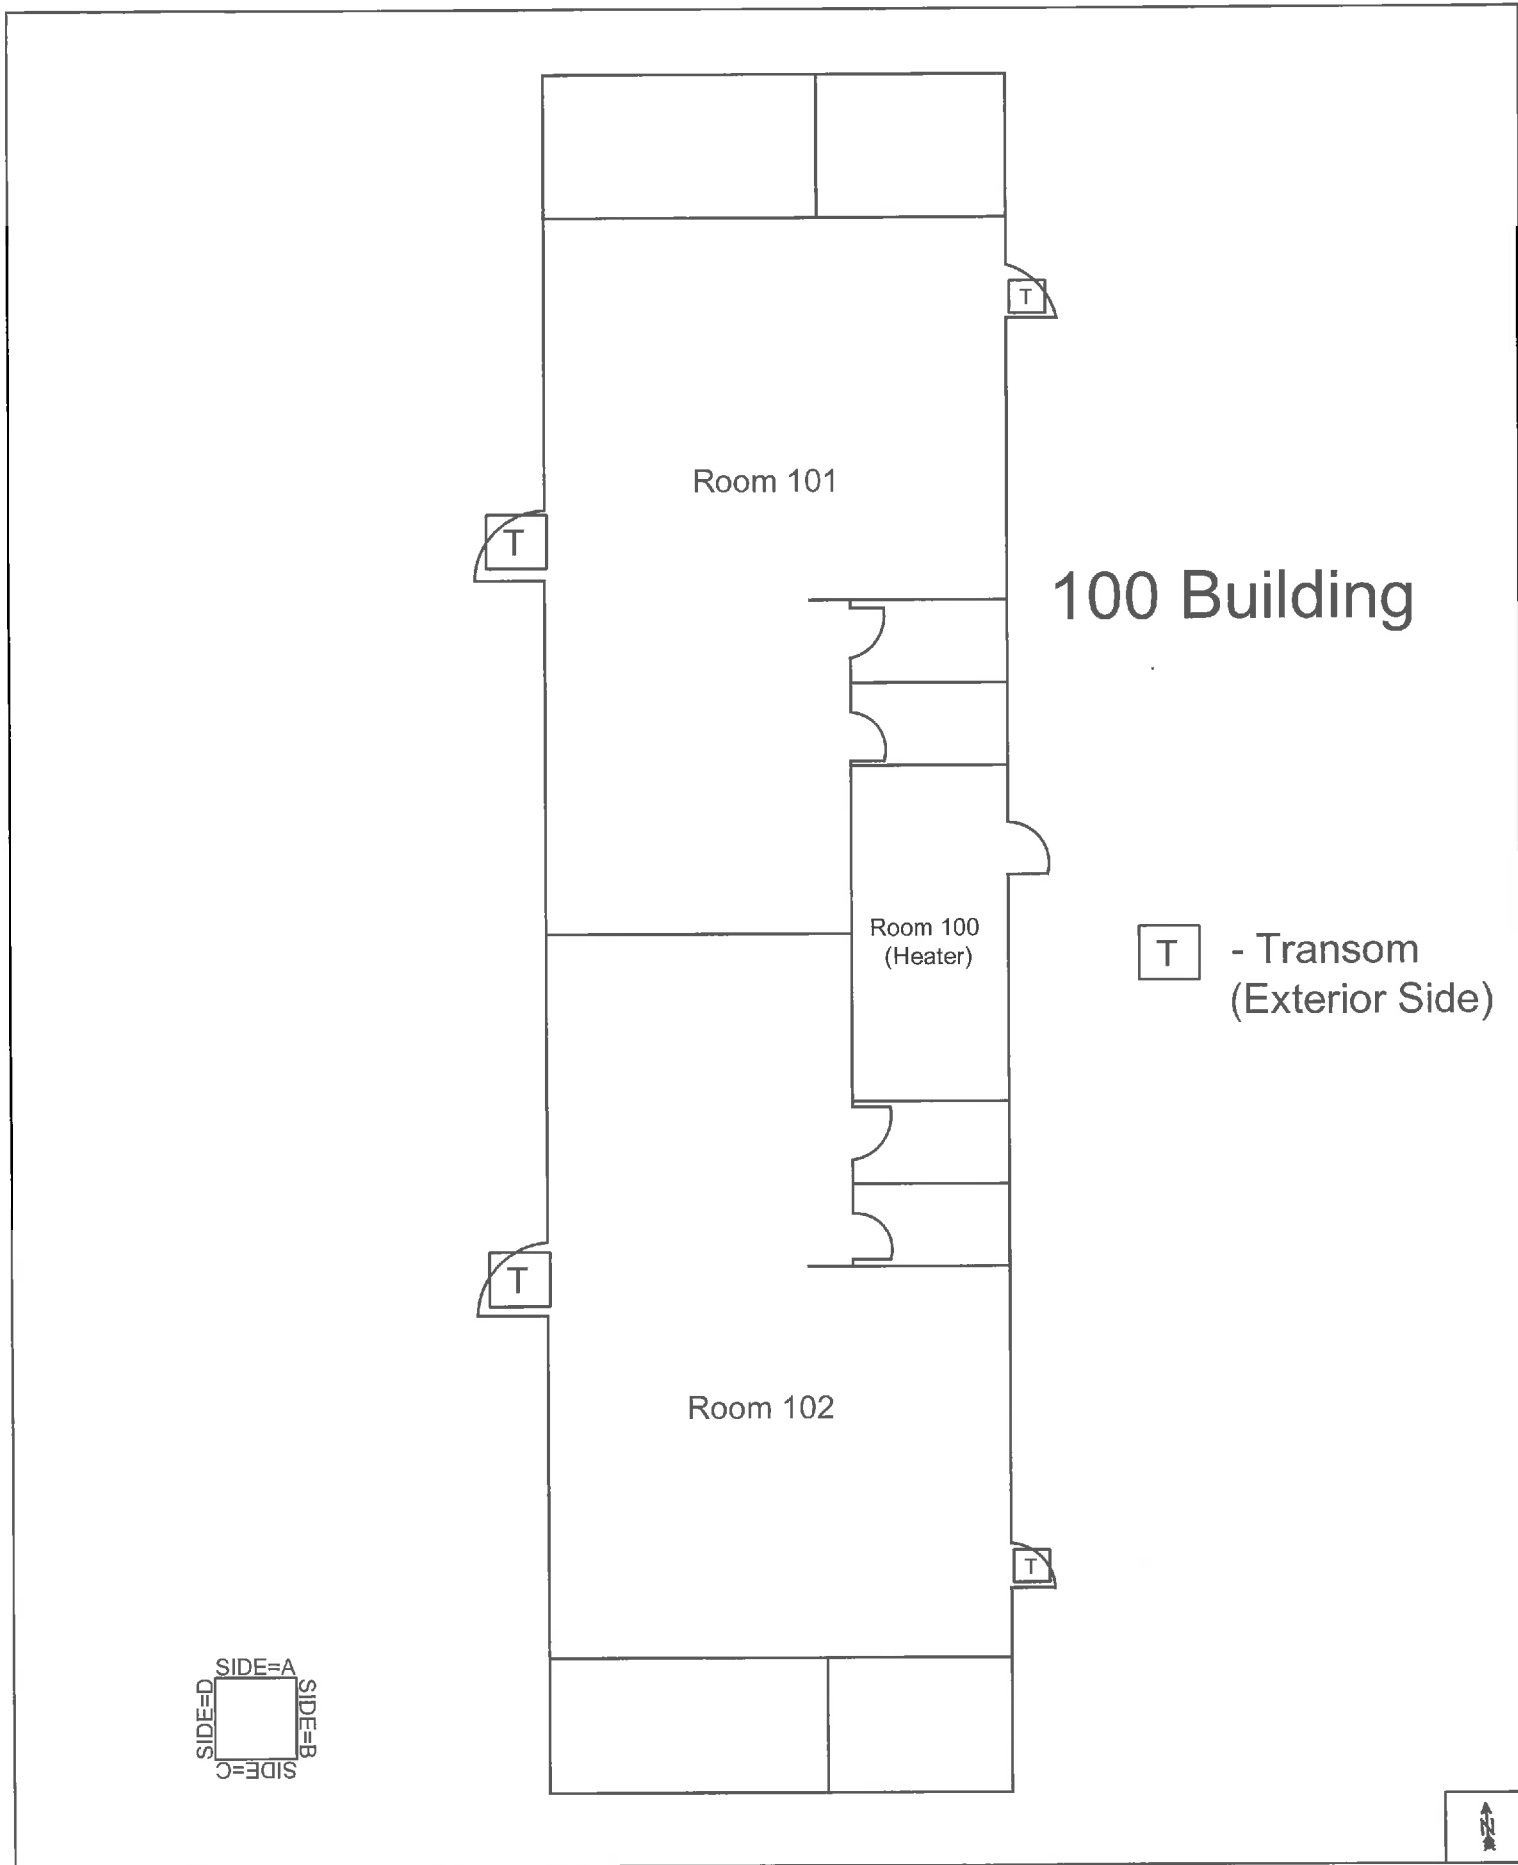 T
Room 101
T
100 Building
Room 100
(Heater)
T
- Transom
(Exterior Side)
T
Room 102
T
SIDE=A
SIDE=D
SIDE=B
SIDE=C
N